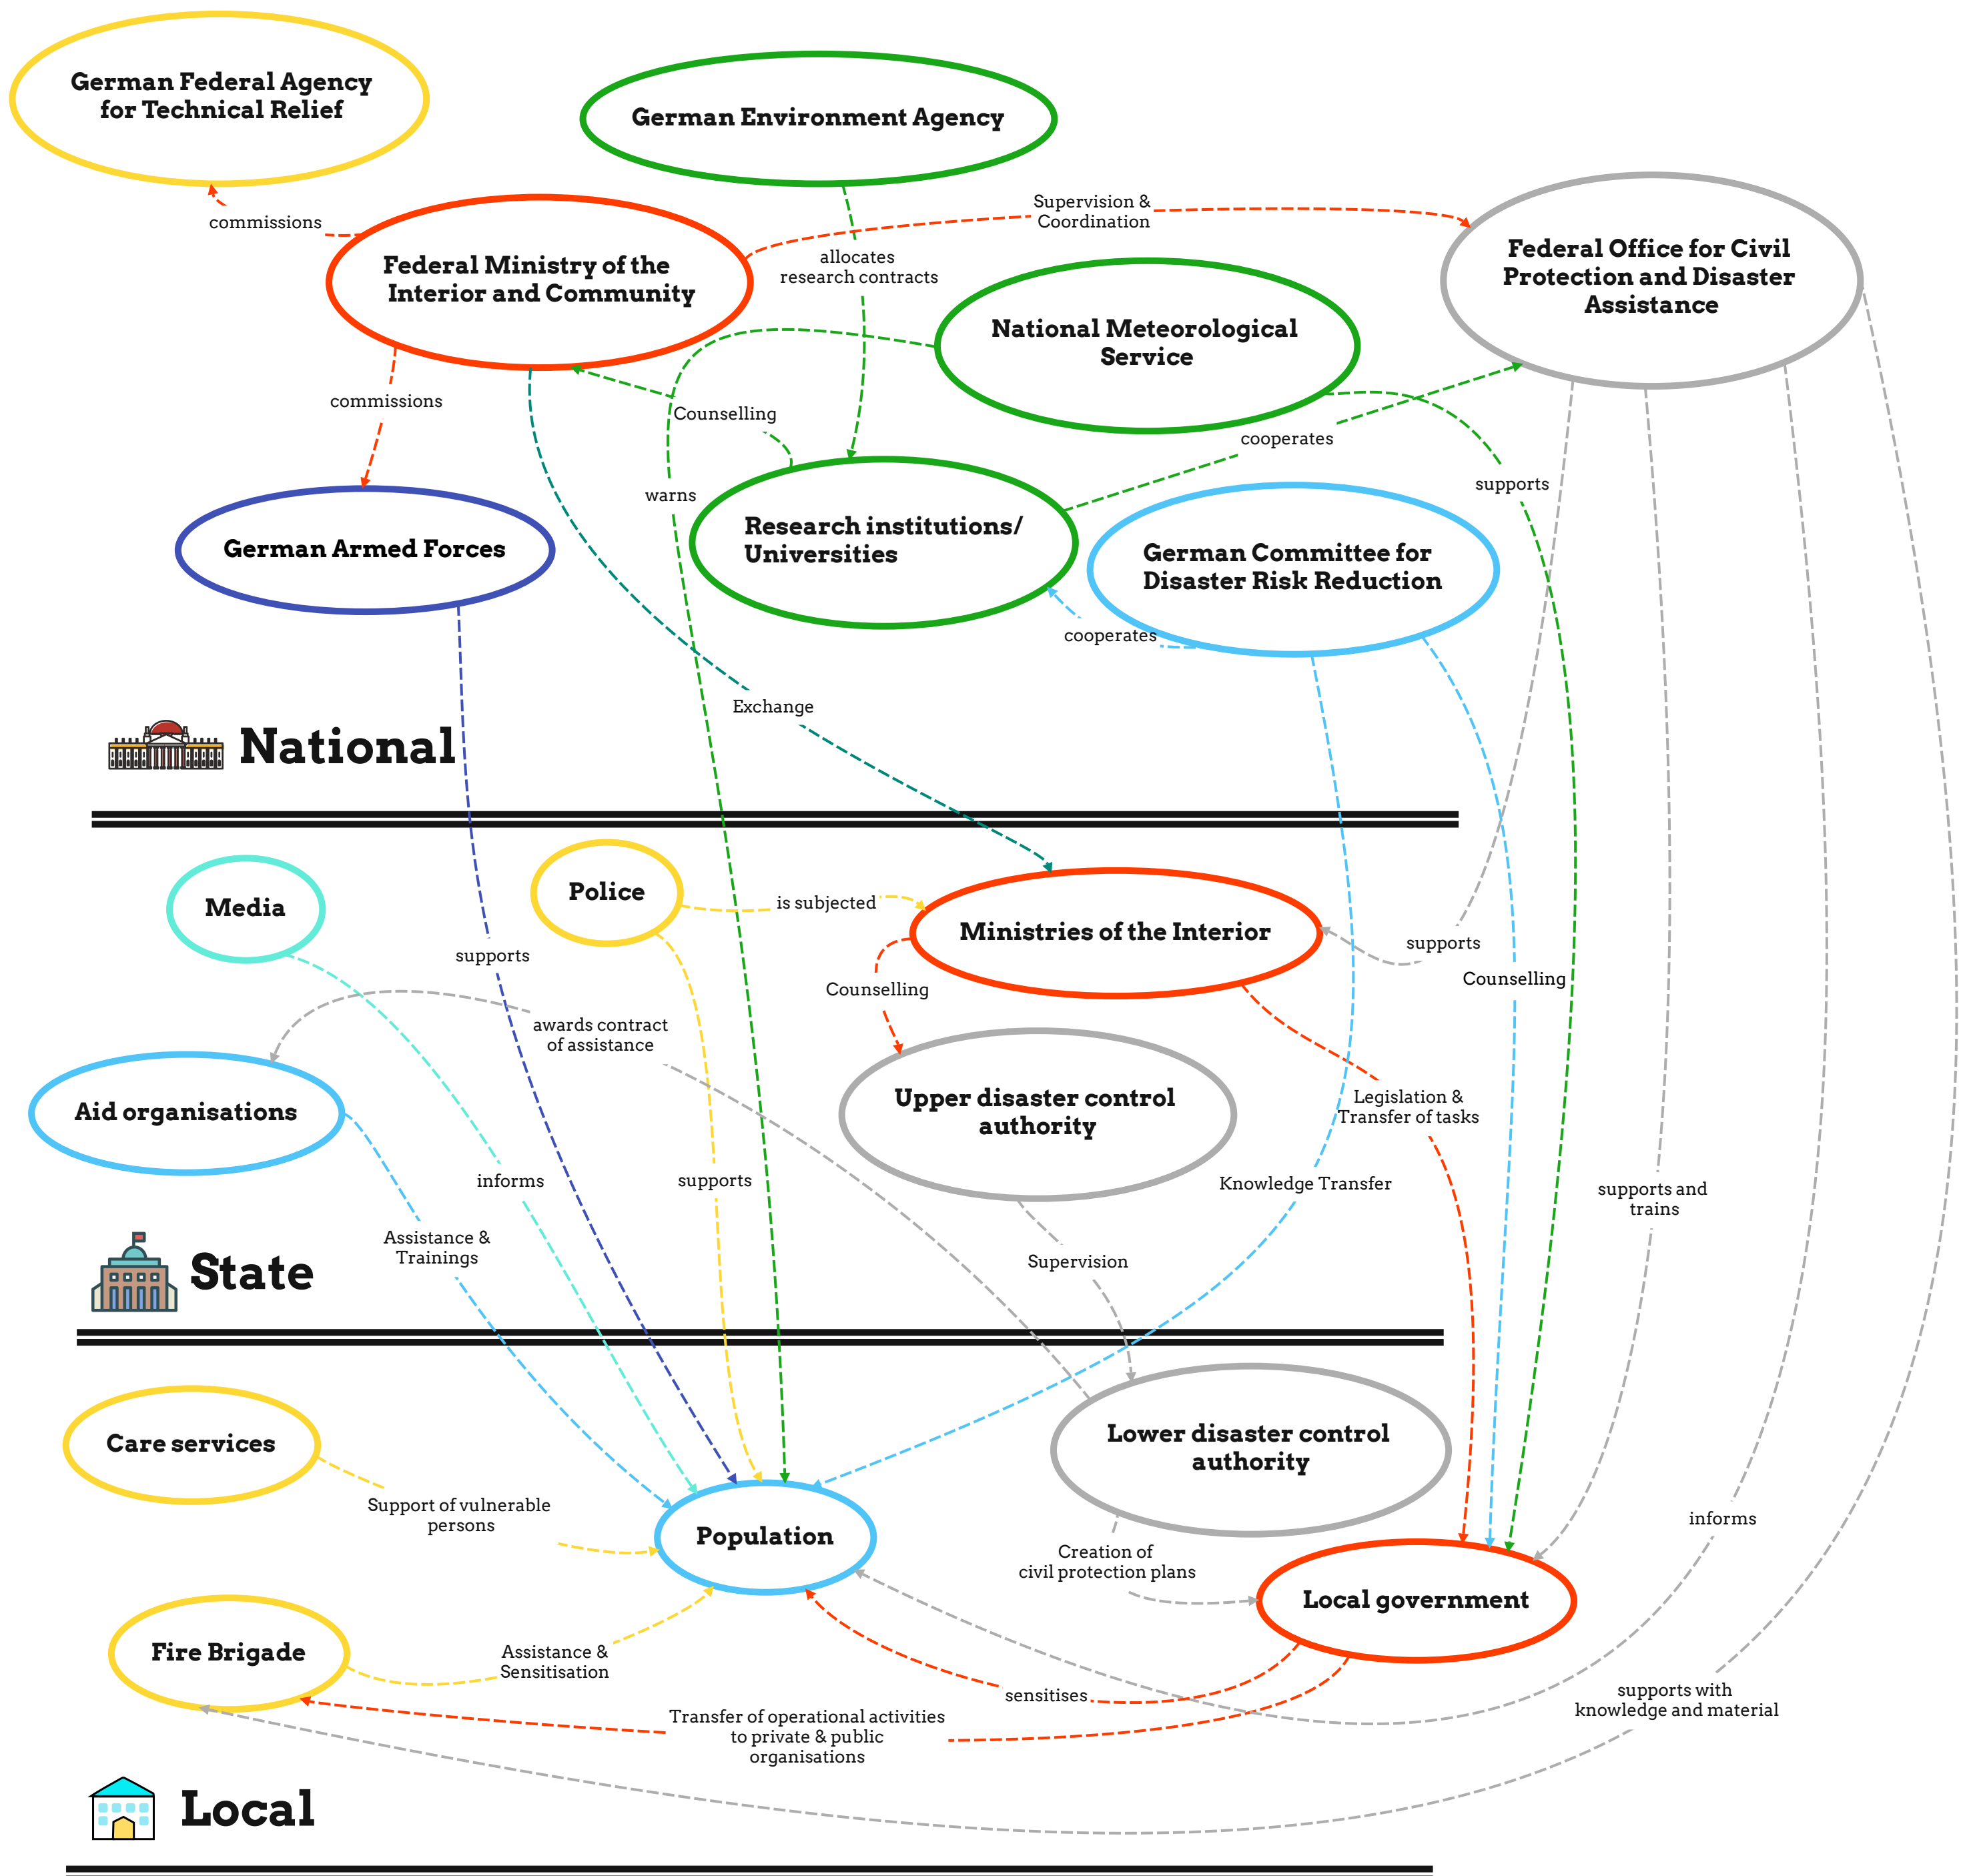 German Federal Agency
for Technical Relief
German Environment Agency
commissions
Supervision &
Coordination
Federal Ministry of the
Interior and Community
allocates
research contracts
Federal Office for Civil
Protection and Disaster
Assistance
National Meteorological
Service
commissions
Counselling
cooperates
warns
supports
German Armed Forces
Research institutions/
Universities
German Committee for
Disaster Risk Reduction
cooperates
Exchange
National
Media
Police
is subjected
Ministries of the Interior
supports
supports
Counselling
Counselling
awards contract
of assistance
Aid organisations
Upper disaster control
authority
Legislation &
Transfer of tasks
informs
supports
Knowledge Transfer
supports and
trains
Assistance &
Trainings
Supervision
State
Care services
Lower disaster control
authority
Support of vulnerable
persons
Population
informs
Creation of
civil protection plans
Local government
Fire Brigade
Assistance &
Sensitisation
sensitises
supports with
knowledge and material
Transfer of operational activities
to private & public
organisations
Local